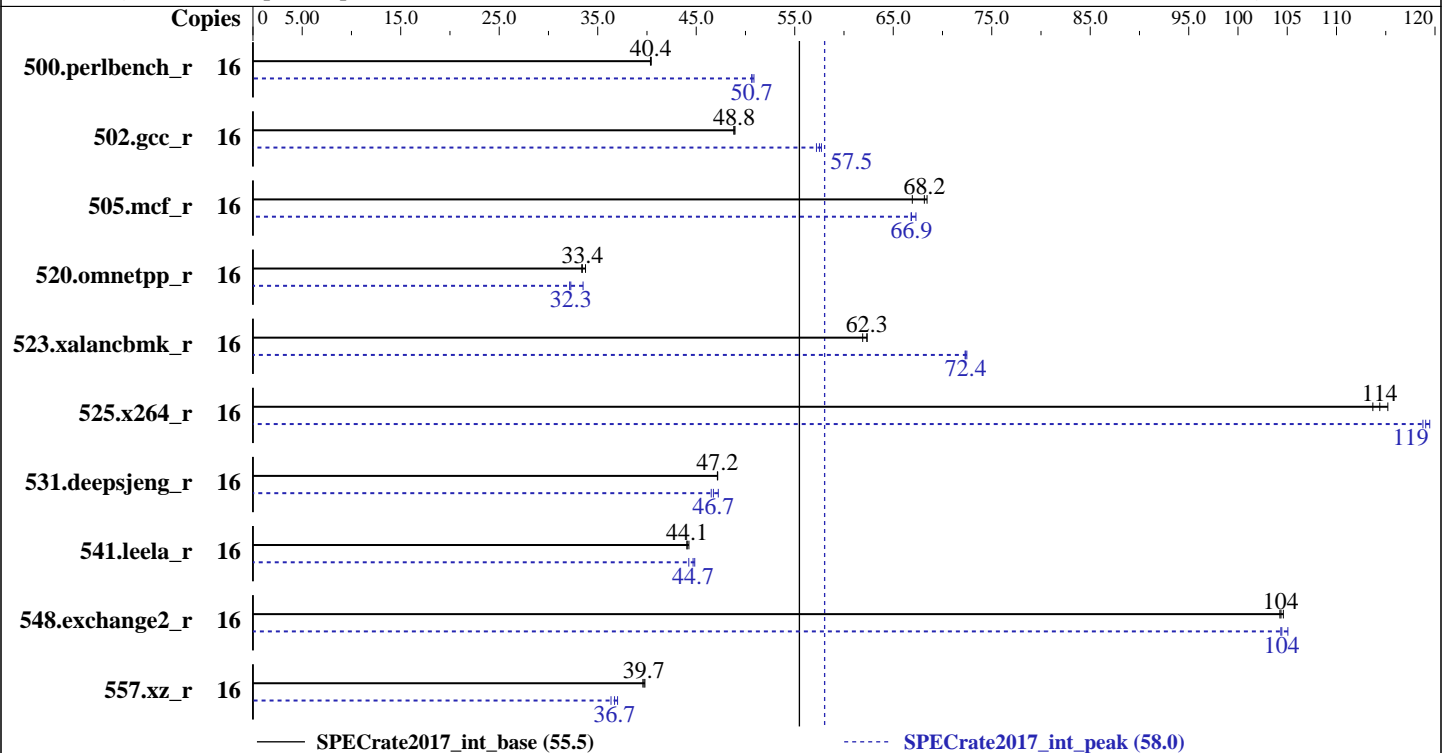 Copies 0 5.00 15.0 25.0 35.0 45.0 55.0 65.0 75.0 85.0 95.0 100 105 110 120
40.4
500.perlbench_r 16
50.7
48.8
502.gcc_r 16
57.5
68.2
505.mcf_r 16
66.9
33.4
520.omnetpp_r 16
32.3
62.3
523.xalancbmk_r 16
72.4
114
525.x264_r 16
119
47.2
531.deepsjeng_r 16
46.7
44.1
541.leela_r 16
44.7
104
548.exchange2_r 16
104
39.7
557.xz_r 16
36.7
SPECrate2017_int_base (55.5) SPECrate2017_int_peak (58.0)